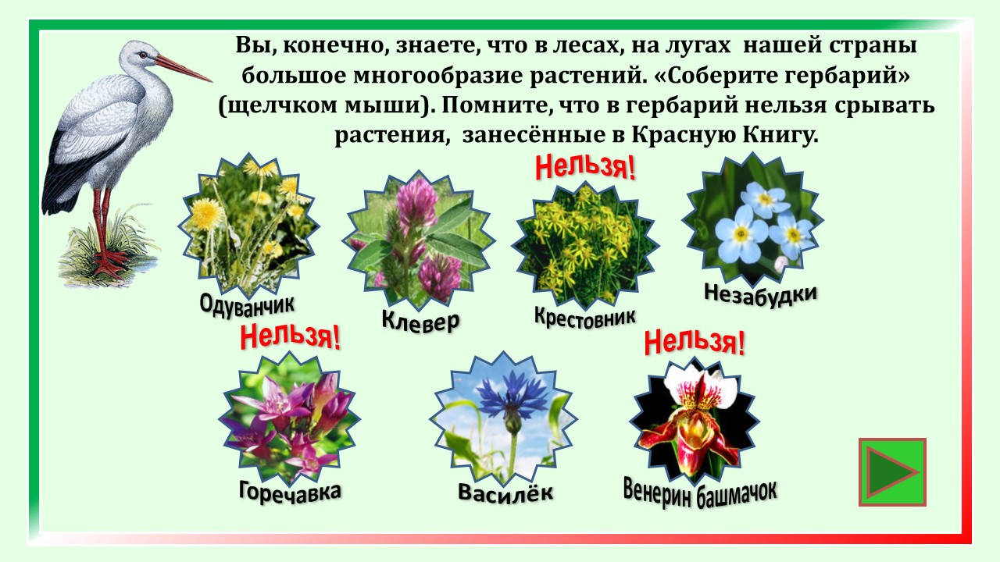 Вы, конечно, знаете, что в лесах, на лугах  нашей страны
большое многообразие растений. «Соберите гербарий»
(щелчком мыши). Помните, что в гербарий нельзя срывать
растения,  занесённые в Красную Книгу.
Нельзя!
Одуванчик
Клевер
Крестовник
Незабудки
Нельзя!
Нельзя!
Горечавка
Василёк
Венерин башмачок